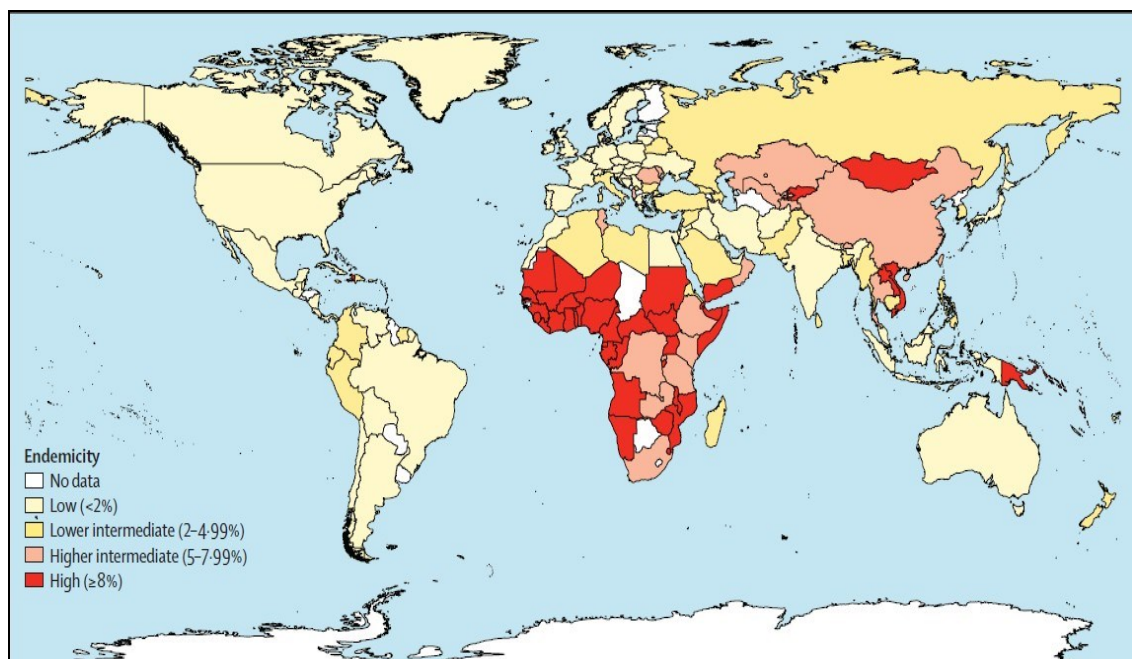 Endemicity
No data
Low (<2%)
Lower intermediate (2–4·99%)
Higher intermediate (5–7·99%)
High (≥8%)